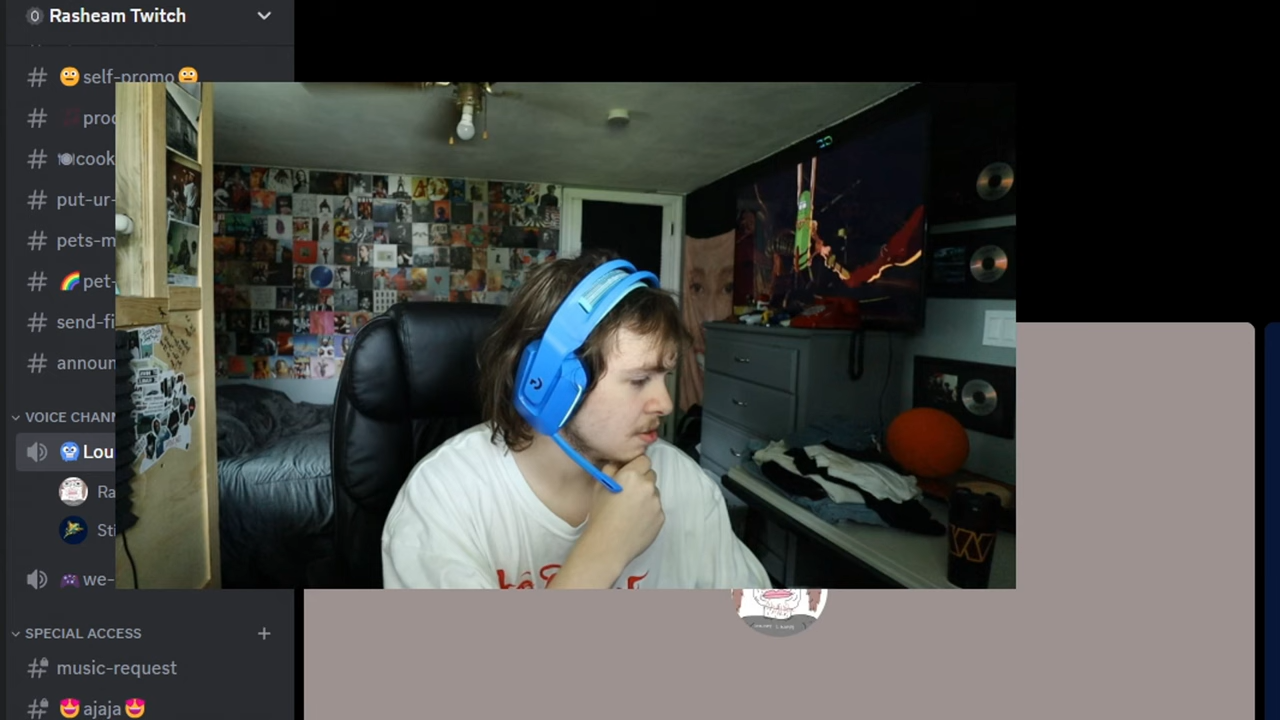 Rasheam Twitch
# 😳self-promo😳
# proc
# 🍽cook
# put-ur-
# pets-m
# 🌈pet-
# send-fi
# announ
VOICE CHANN
🥶Lou
Ra
Sti
🎮we-
SPECIAL ACCESS +
# music-request
# 😍ajaja😍